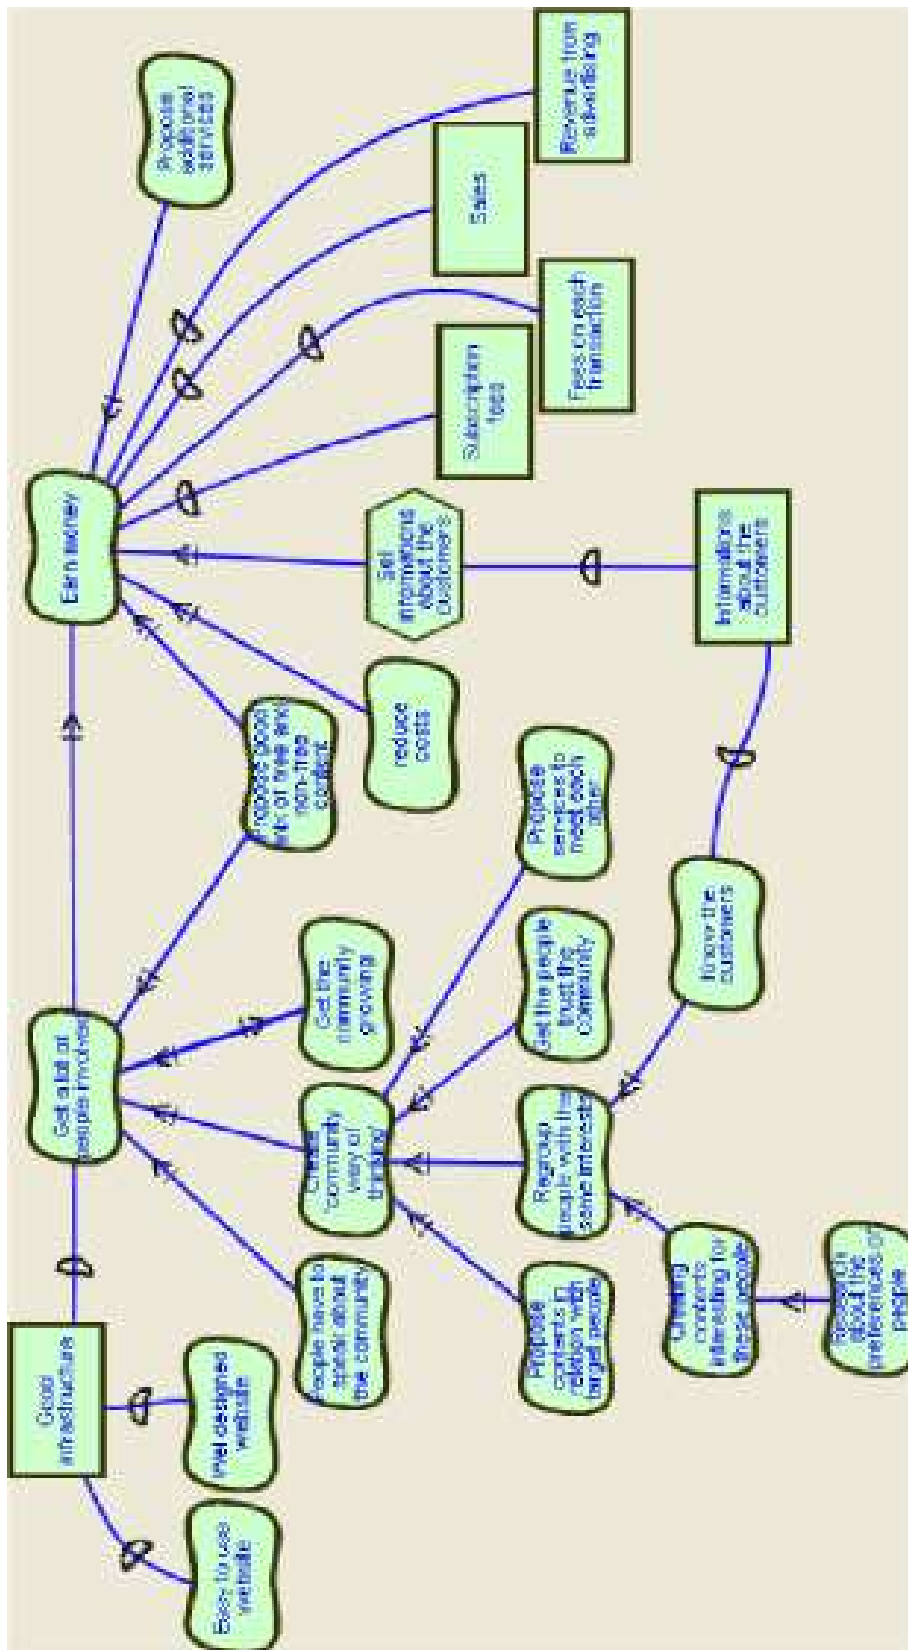 Good
infrastructure
Easy to use
website
Well designed
website
Get a lot of
people involved
Earn money
Propose
additional
services
People have to
speak about
the community
Create
'community
way of
thinking'
Get the
community
growing
Propose good
mix of free and
non-free
content
reduce
costs
Sell
informations
About the
customers
Subscription
fees
Sales
Fees on each
transaction
Revenue from
advertising
Propose
contents in
relation with
target people
Regroup
people with the
same interests
Get the people
trust the
community
Propose
services to
meet each
other
Creating
contents
interesting for
these people
Know the
customers
Informations
about the
customers
Research
about the
preferences of
people